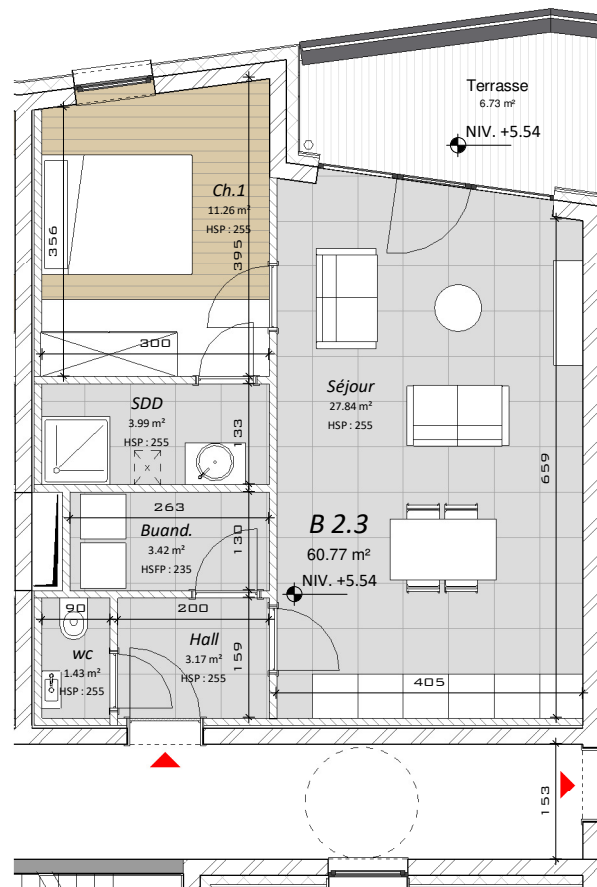 Terrasse
6.73 m²
NIV. +5.54
Ch.1
11.26 m²
HSP : 255
356
395
300
SDD
3.99 m²
HSP : 255
133
Séjour
27.84 m²
HSP : 255
659
263
Buand.
3.42 m²
HSFP : 235
130
B 2.3
60.77 m²
NIV. +5.54
90
200
wc
1.43 m²
HSP : 255
Hall
3.17 m²
HSP : 255
159
405
153